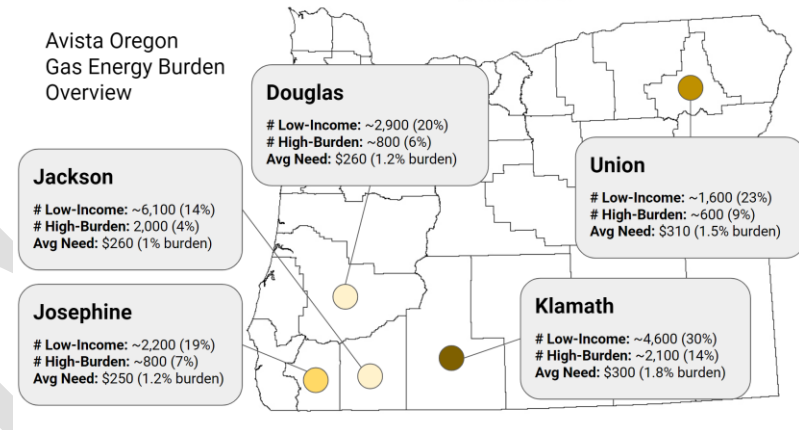 Avista Oregon
Gas Energy Burden
Overview
Douglas
# Low-Income: ~2,900 (20%)
# High-Burden: ~800 (6%)
Avg Need: $260 (1.2% burden)
Union
# Low-Income: ~1,600 (23%)
# High-Burden: ~600 (9%)
Avg Need: $310 (1.5% burden)
Jackson
# Low-Income: ~6,100 (14%)
# High-Burden: 2,000 (4%)
Avg Need: $260 (1% burden)
Josephine
# Low-Income: ~2,200 (19%)
# High-Burden: ~800 (7%)
Avg Need: $250 (1.2% burden)
Klamath
# Low-Income: ~4,600 (30%)
# High-Burden: ~2,100 (14%)
Avg Need: $300 (1.8% burden)